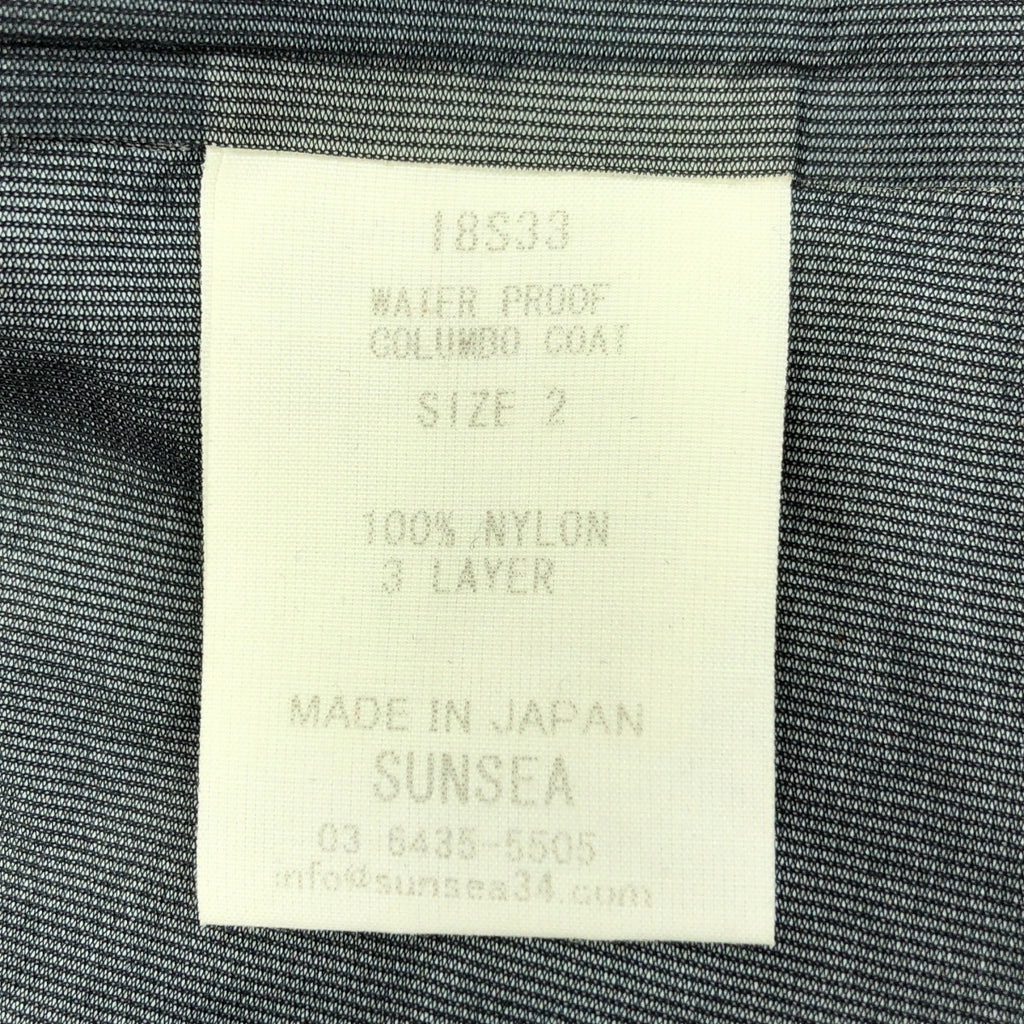 18S33
WATER PROOF
COLUMBO COAT
SIZE 2
100% NYLON
3 LAYER
MADE IN JAPAN
SUNSEA
03 6435-5505
info@sunsea34.com